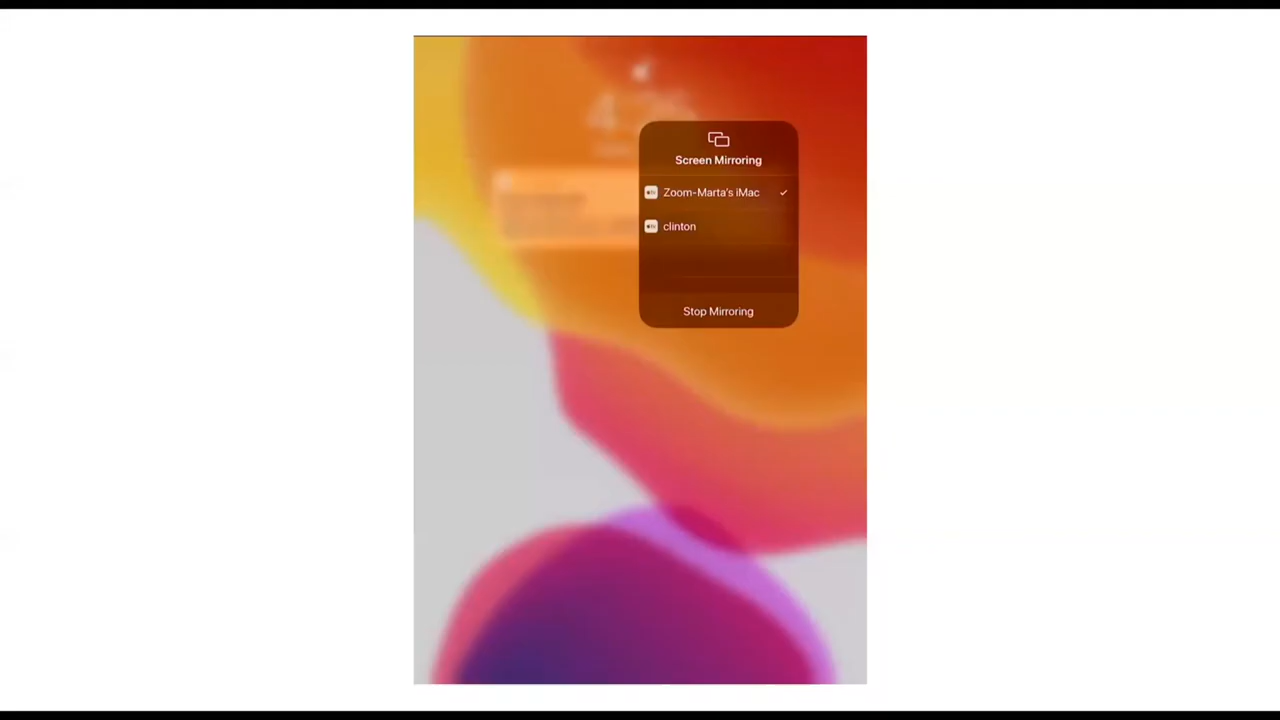 Screen Mirroring
Zoom-Marta's iMac
clinton
Stop Mirroring